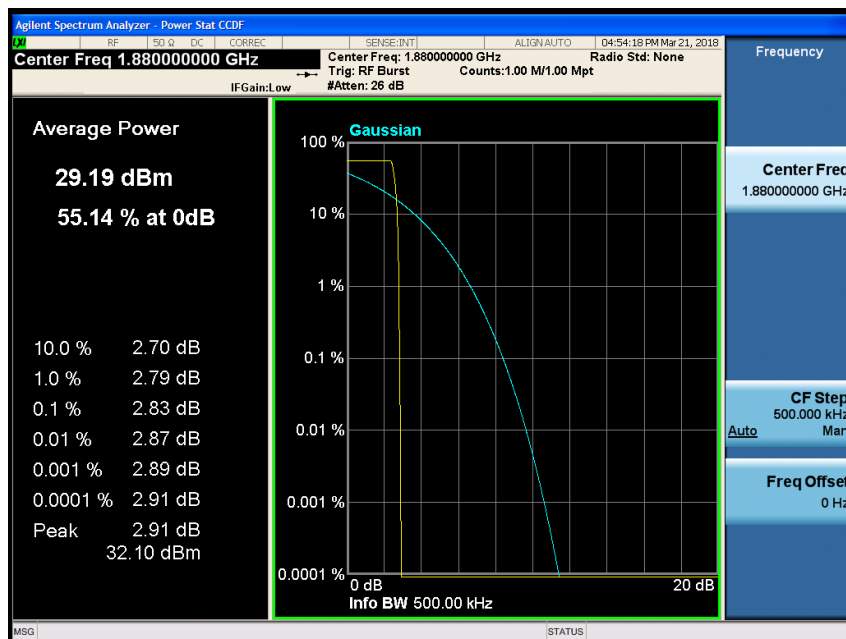 Agilent Spectrum Analyzer - Power Stat CCDF
LXI RF 50 Ω DC CORREC SENSE:INT ALIGN AUTO 04:54:18 PM Mar 21, 2018
Center Freq 1.880000000 GHz
Center Freq: 1.880000000 GHz Radio Std: None
Trig: RF Burst Counts:1.00 M/1.00 Mpt
IFGain:Low #Atten: 26 dB
Frequency
Average Power
29.19 dBm
55.14 % at 0dB
10.0 % 2.70 dB
1.0 % 2.79 dB
0.1 % 2.83 dB
0.01 % 2.87 dB
0.001 % 2.89 dB
0.0001 % 2.91 dB
Peak 2.91 dB
32.10 dBm
Gaussian
100 %
10 %
1 %
0.1 %
0.01 %
0.001 %
0.0001 %
0 dB 20 dB
Info BW 500.00 kHz
Center Freq
1.880000000 GHz
CF Step
500.000 kHz
Auto Man
Freq Offset
0 Hz
MSG STATUS